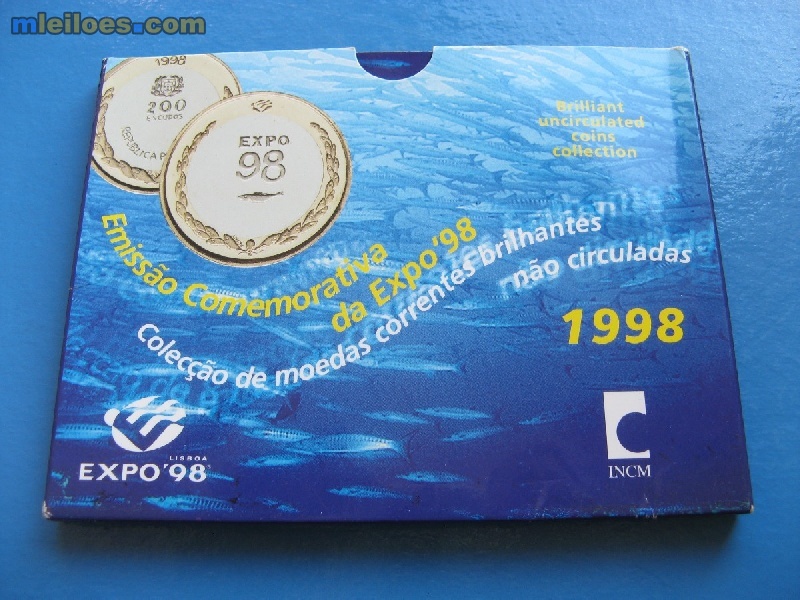 mleiloes.com
1998
200
ESCUDOS
EXPO
98
Brilliant
uncirculated
coins
collection
Emissão Comemorativa
da Expo'98
Colecção de moedas correntes brilhantes
não circuladas
1998
LISBOA
EXPO'98
INCM